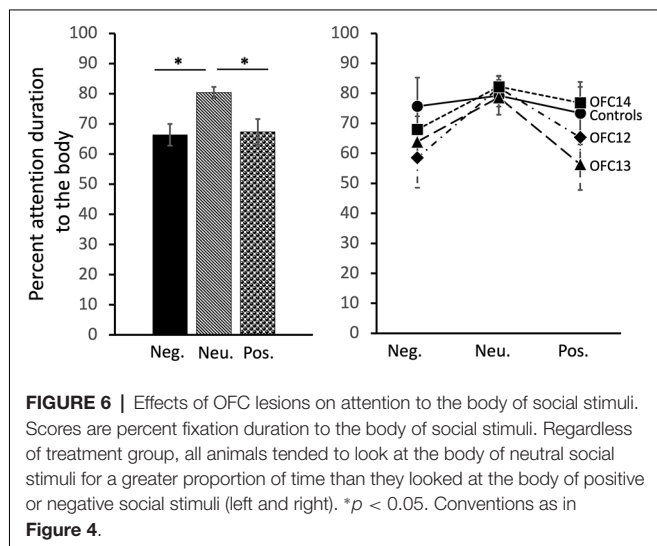 * *
100 100
90 90
80 80
70 70
60 60
50 50
40 40
30 30
20 20
10 10
0 0
Percent attention duration
to the body
OFC14
Controls
OFC12
OFC13
Neg. Neu. Pos. Neg. Neu. Pos.
FIGURE 6 | Effects of OFC lesions on attention to the body of social stimuli.
Scores are percent fixation duration to the body of social stimuli. Regardless
of treatment group, all animals tended to look at the body of neutral social
stimuli for a greater proportion of time than they looked at the body of positive
or negative social stimuli (left and right). *p < 0.05. Conventions as in
Figure 4.